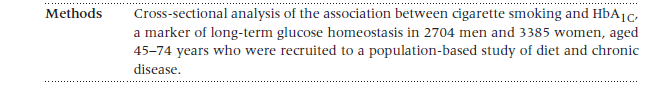 Methods Cross-sectional analysis of the association between cigarette smoking and HbA1C,
a marker of long-term glucose homeostasis in 2704 men and 3385 women, aged
45–74 years who were recruited to a population-based study of diet and chronic
disease.